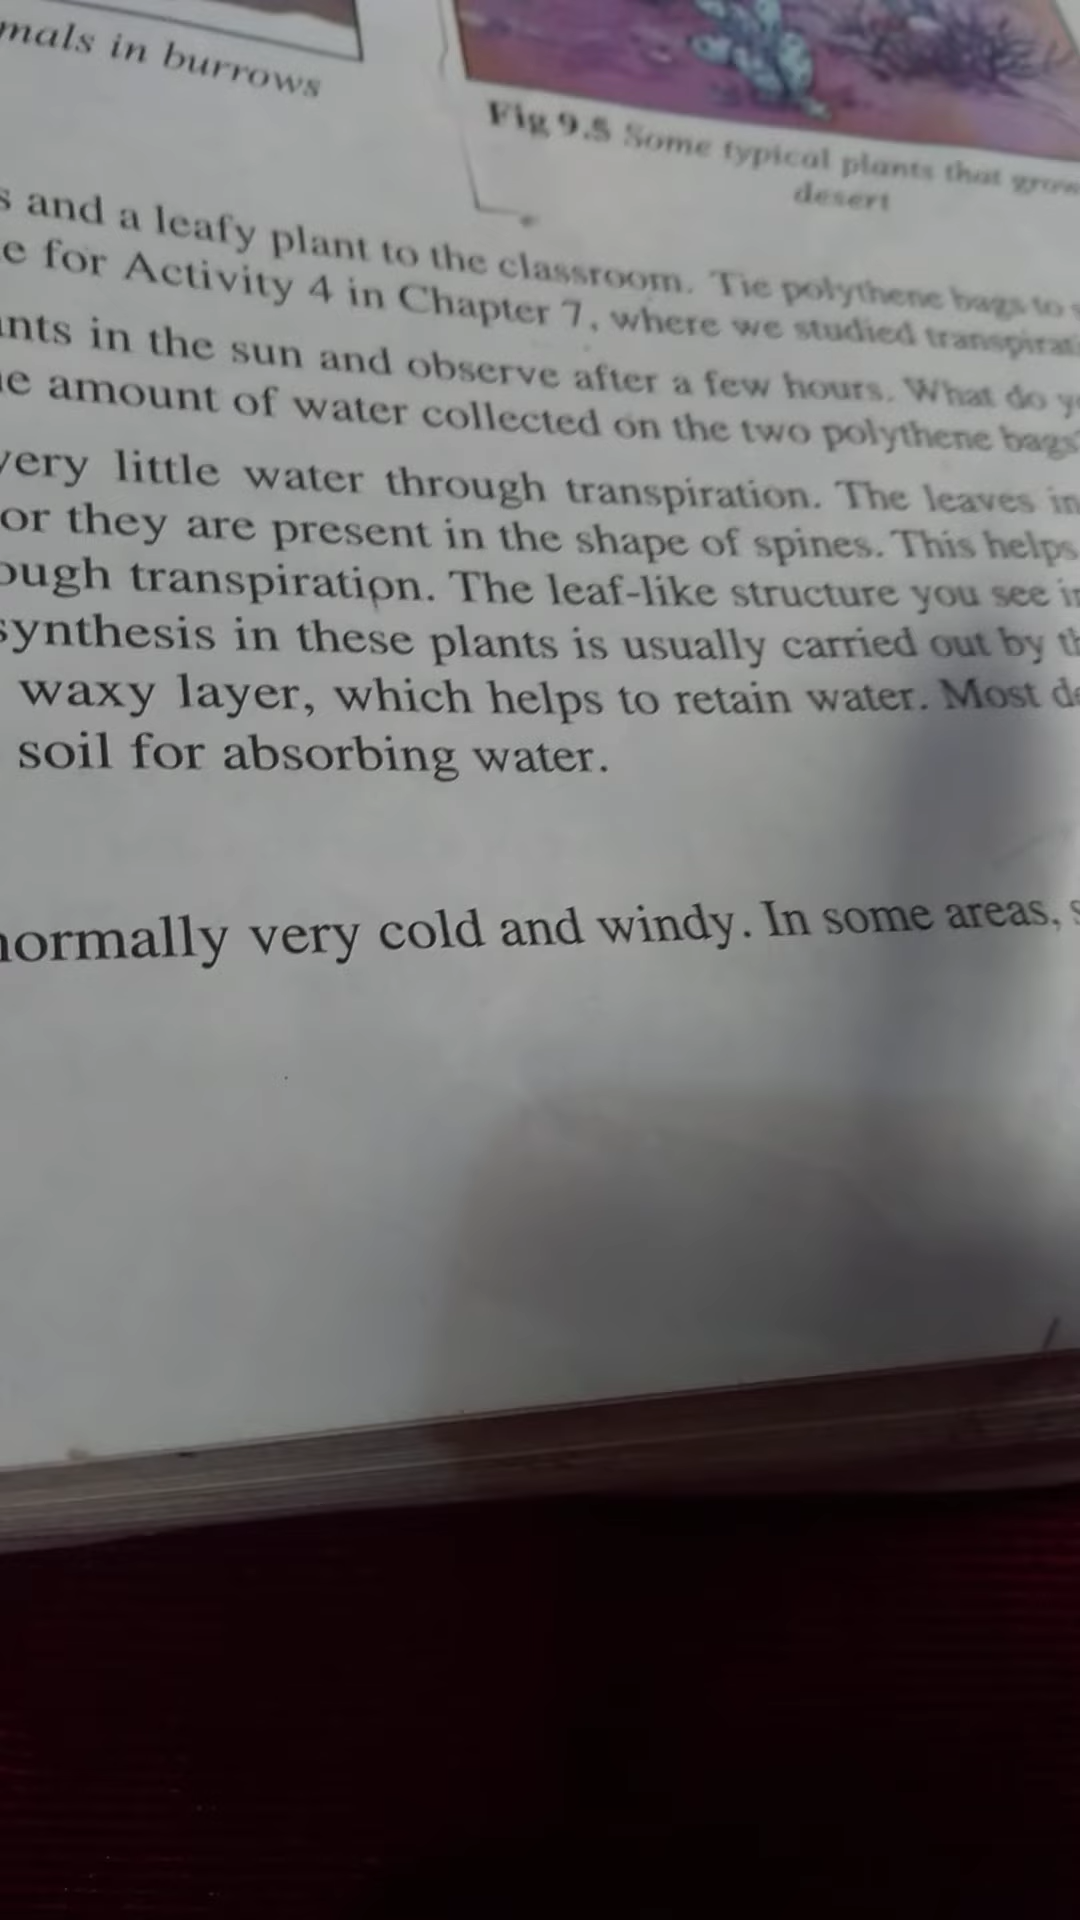 mals in burrows
Fig 9.5 Some typical plants that grow
desert
s and a leafy plant to the classroom. Tie polythene bags to
e for Activity 4 in Chapter 7, where we studied transpirati
nts in the sun and observe after a few hours. What do y
e amount of water collected on the two polythene bags
very little water through transpiration. The leaves in
or they are present in the shape of spines. This helps
ough transpiration. The leaf-like structure you see in
synthesis in these plants is usually carried out by th
waxy layer, which helps to retain water. Most de
soil for absorbing water.
normally very cold and windy. In some areas, s